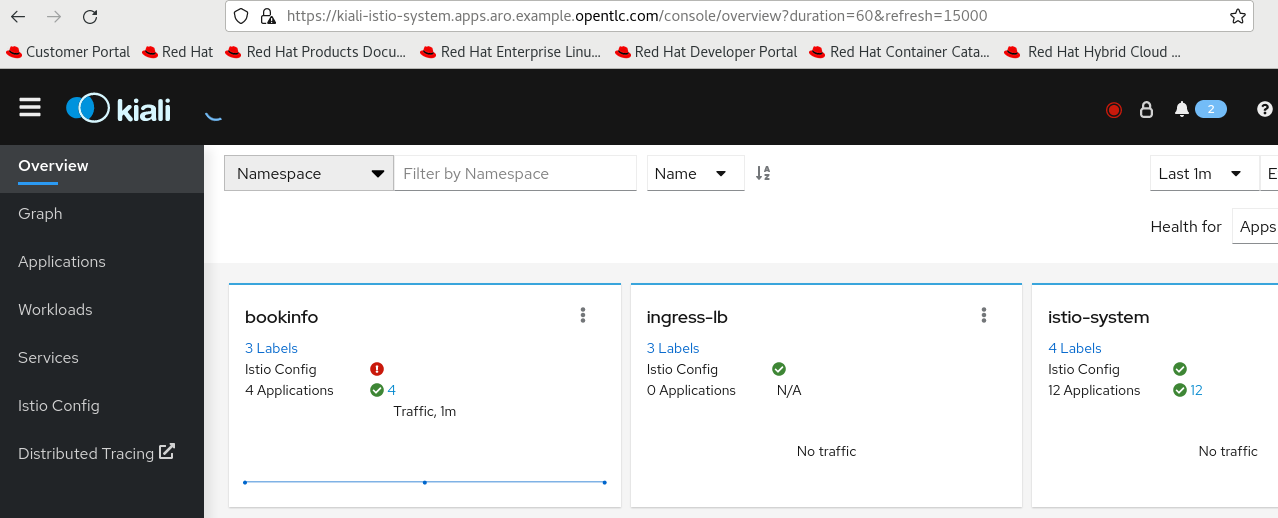 https://kiali-istio-system.apps.aro.example.opentlc.com/console/overview?duration=60&refresh=15000
Customer Portal Red Hat Red Hat Products Docu... Red Hat Enterprise Linu... Red Hat Developer Portal Red Hat Container Cata... Red Hat Hybrid Cloud ...
kiali 2
Overview
Namespace Filter by Namespace Name Last 1m E
Graph
Health for Apps
Applications
Workloads
Services
Istio Config
Distributed Tracing
bookinfo
3 Labels
Istio Config
4 Applications 4
Traffic, 1m
ingress-lb
3 Labels
Istio Config
0 Applications N/A
No traffic
istio-system
4 Labels
Istio Config
12 Applications 12
No traffic